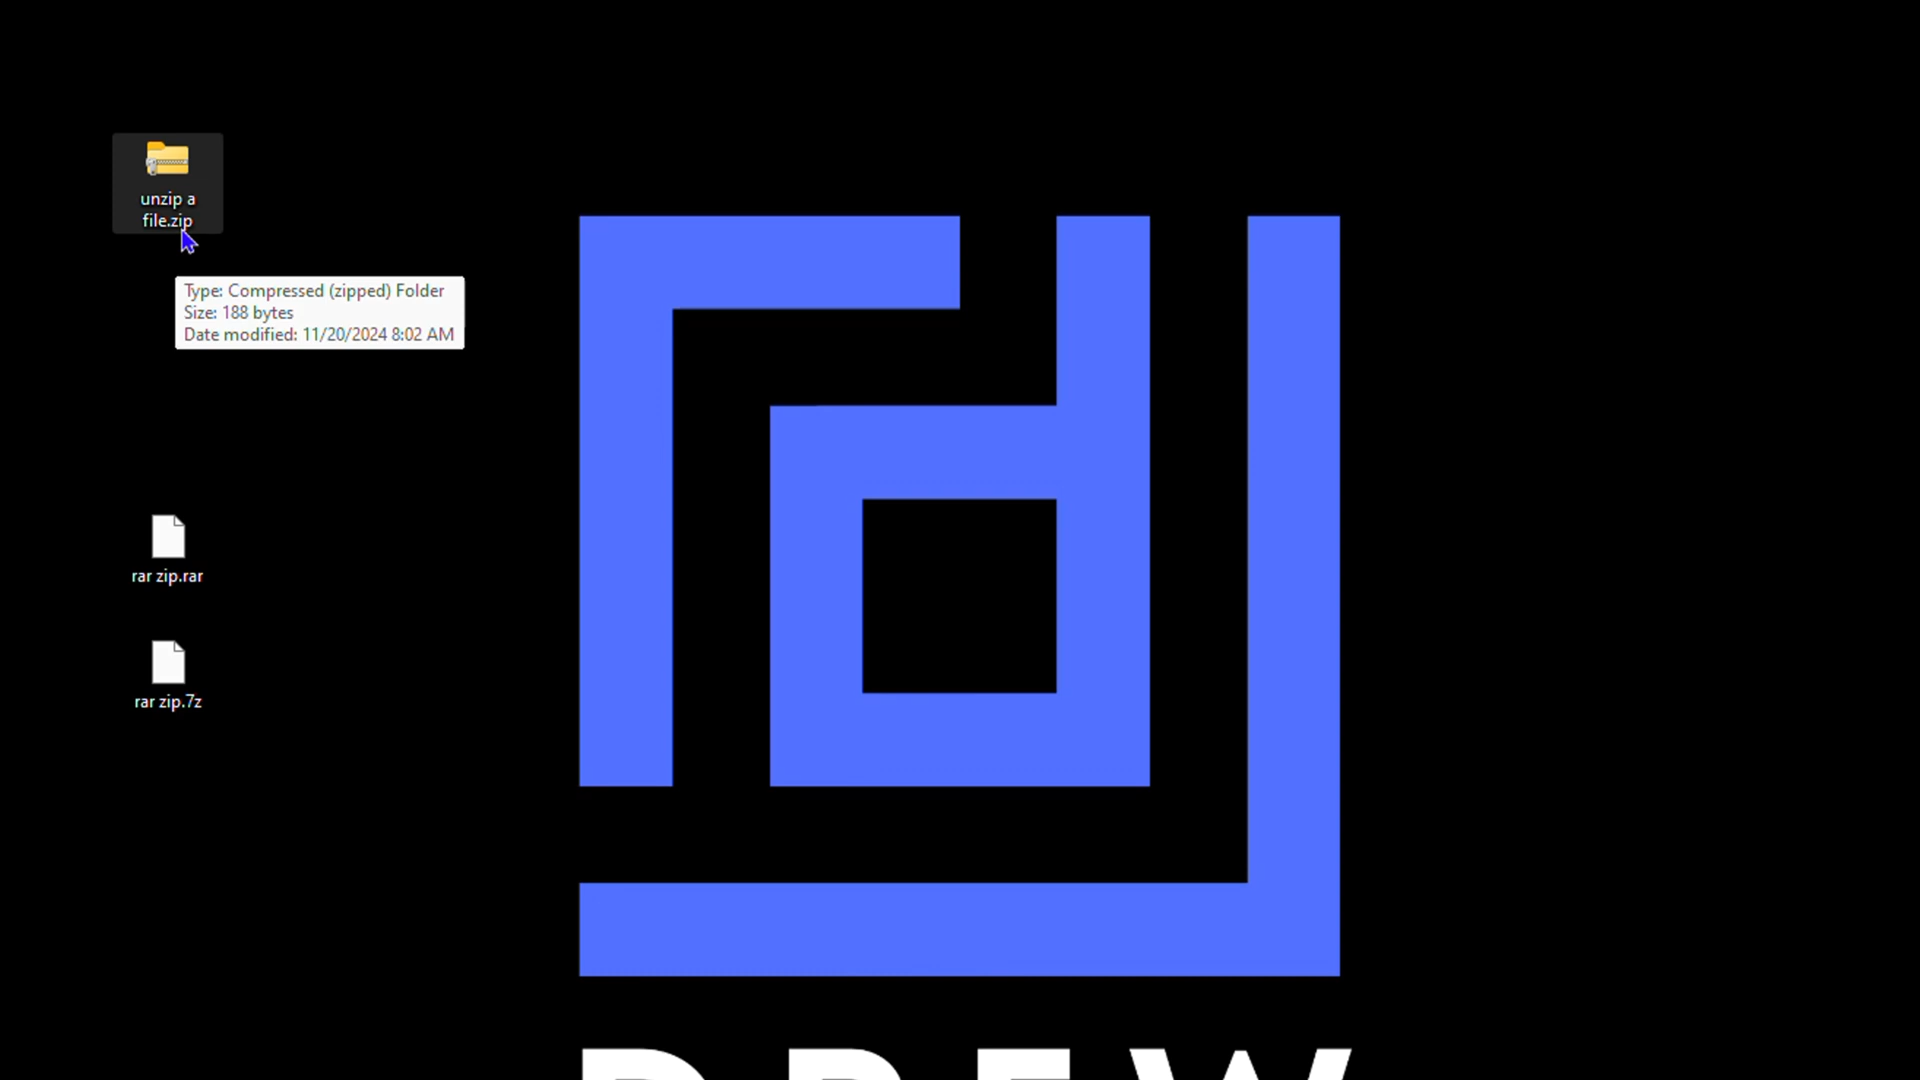 unzip a
file.zip
Type: Compressed (zipped) Folder
Size: 188 bytes
Date modified: 11/20/2024 8:02 AM
rar zip.rar
rar zip.7z
DREW